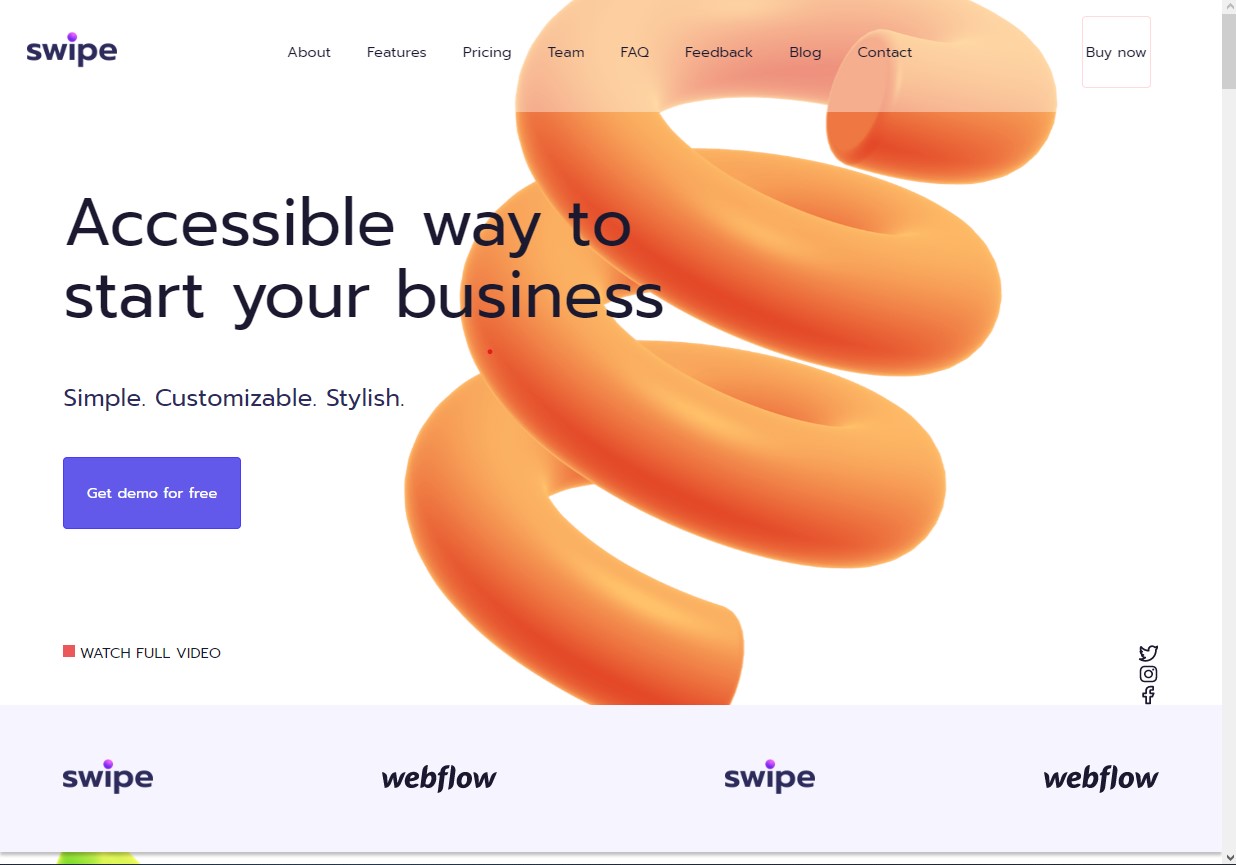 swipe
About Features Pricing Team FAQ Feedback Blog Contact
Buy now
Accessible way to
start your business
Simple. Customizable. Stylish.
Get demo for free
WATCH FULL VIDEO
swipe webflow swipe webflow